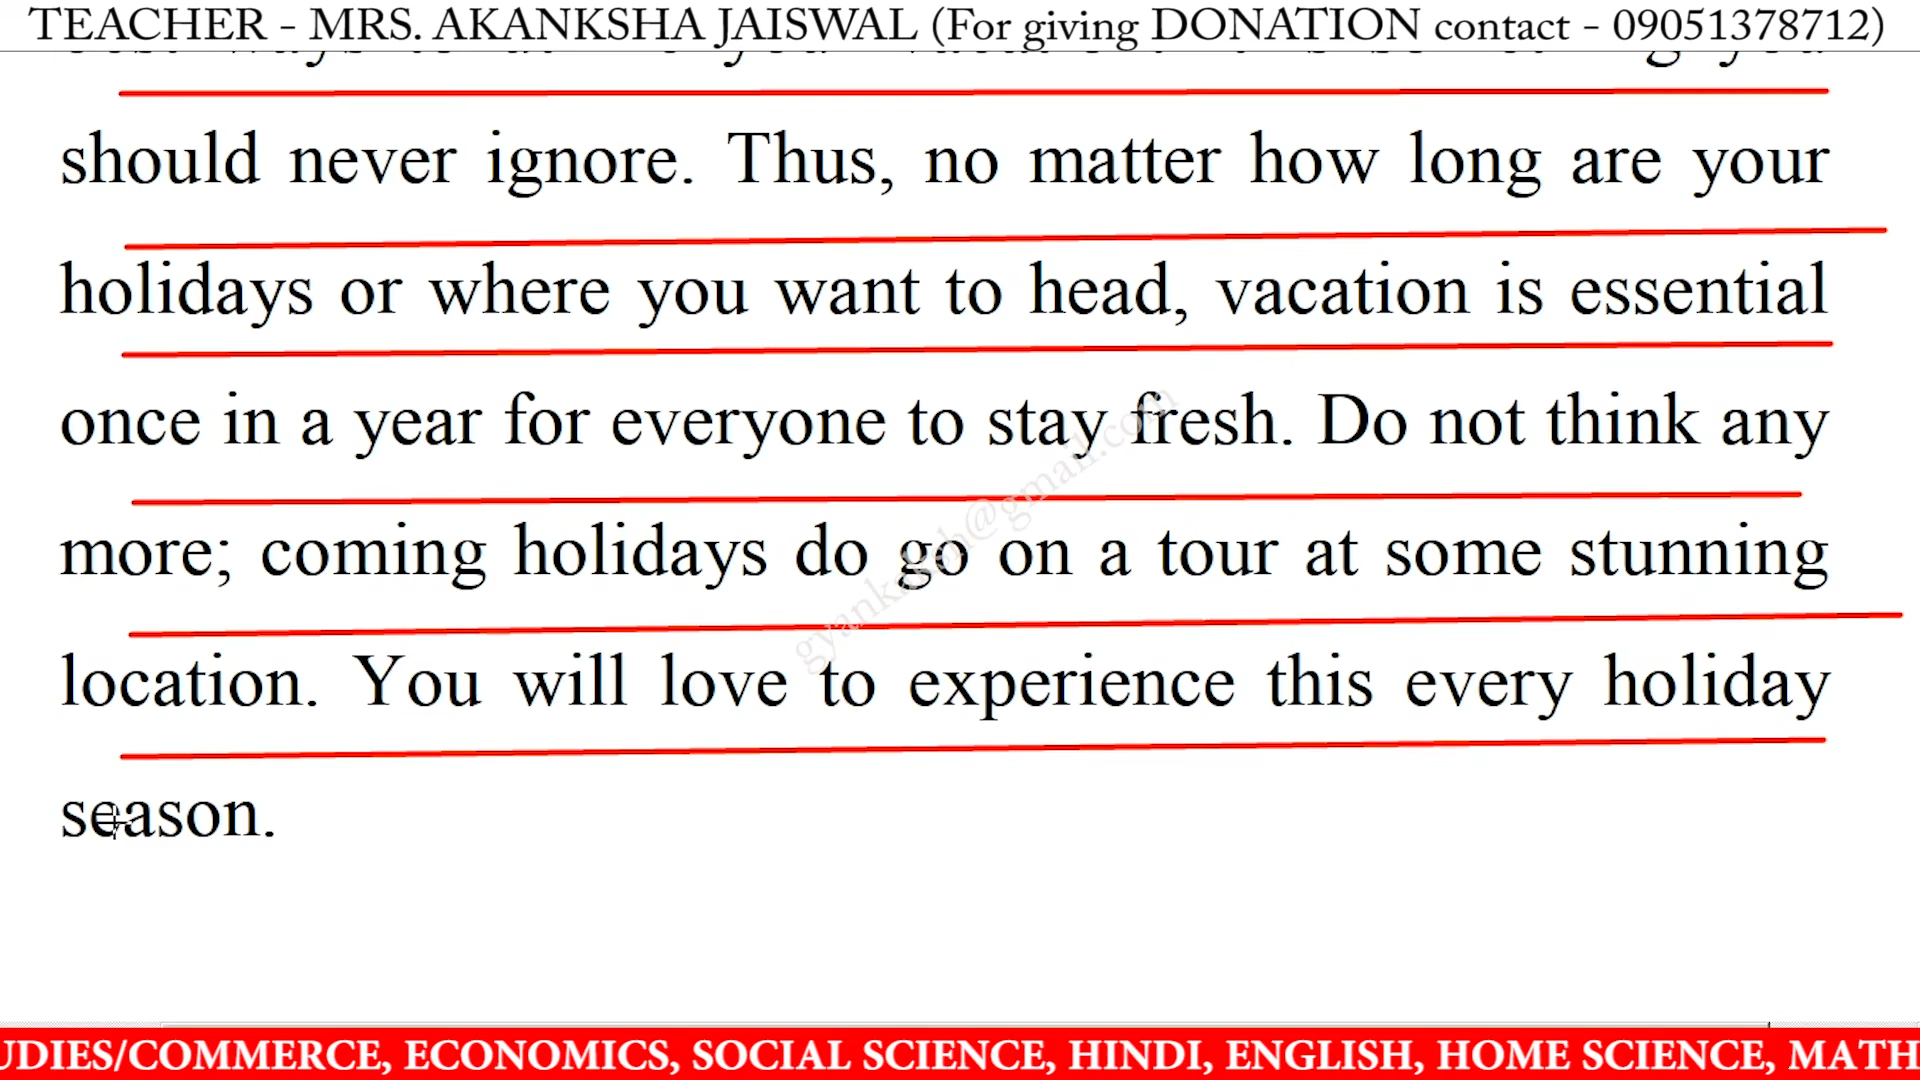 TEACHER - MRS. AKANKSHA JAISWAL (For giving DONATION contact - 09051378712)
should never ignore. Thus, no matter how long are your
holidays or where you want to head, vacation is essential
once in a year for everyone to stay fresh. Do not think any
more; coming holidays do go on a tour at some stunning
location. You will love to experience this every holiday
season.
UDIES/COMMERCE, ECONOMICS, SOCIAL SCIENCE, HINDI, ENGLISH, HOME SCIENCE, MATH